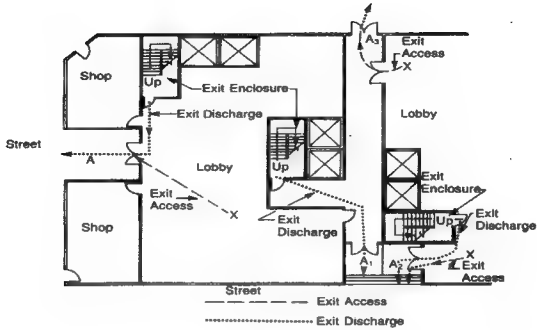 A3
Exit
Access
X
Shop
Up
Exit Enclosure
Lobby
Exit Discharge
Street
A
Lobby
Up
Exit
Enclosure
Exit
Access
X
Shop
Exit
Discharge
Up
Exit
Discharge
A1
A2
X
Exit
Access
Street
Exit Access
Exit Discharge